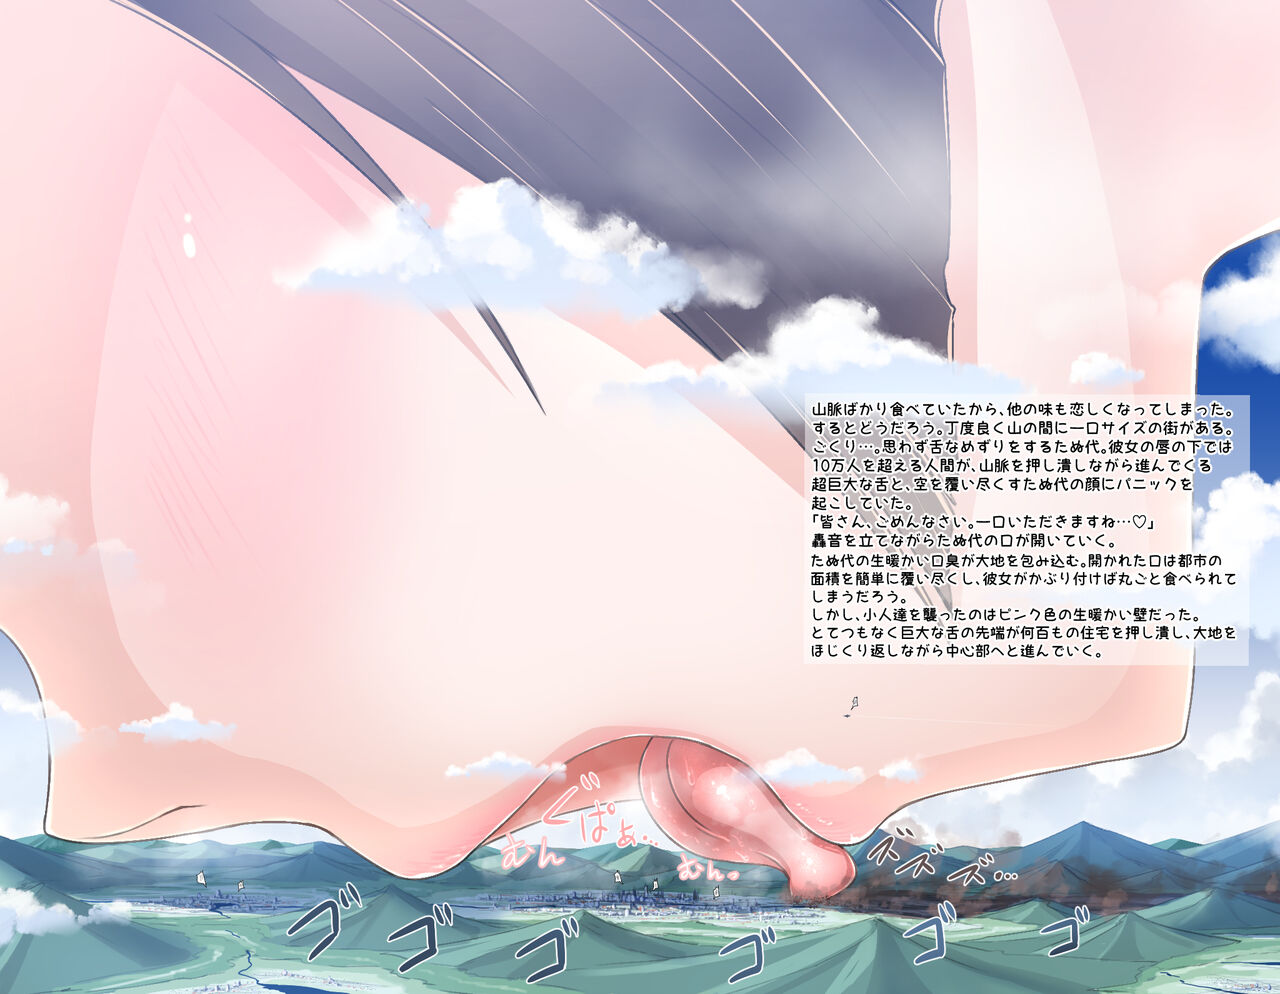 山脈ばかり食べていたから、他の味も恋しくなってしまった。
するとどうだろう。丁度良く山の間に一口サイズの街がある。
ごくり…。思わず舌なめずりをするたぬ代。彼女の唇の下では
10万人を超える人間が、山脈を押し潰しながら進んでくる
超巨大な舌と、空を覆い尽くすたぬ代の顔にパニックを
起こしていた。
「皆さん、ごめんなさい。一口いただきますね…♡」
轟音を立てながらたぬ代の口が開いていく。
たぬ代の生暖かい口臭が大地を包み込む。開かれた口は都市の
面積を簡単に覆い尽くし、彼女がかぶり付けば丸ごと食べられて
しまうだろう。
しかし、小人達を襲ったのはピンク色の生暖かい壁だった。
とてつもなく巨大な舌の先端が何百もの住宅を押し潰し、大地を
ほじくり返しながら中心部へと進んでいく。
ぐぱぁ…
むん
むんっ
ズズズズ…
ゴゴゴゴゴゴ